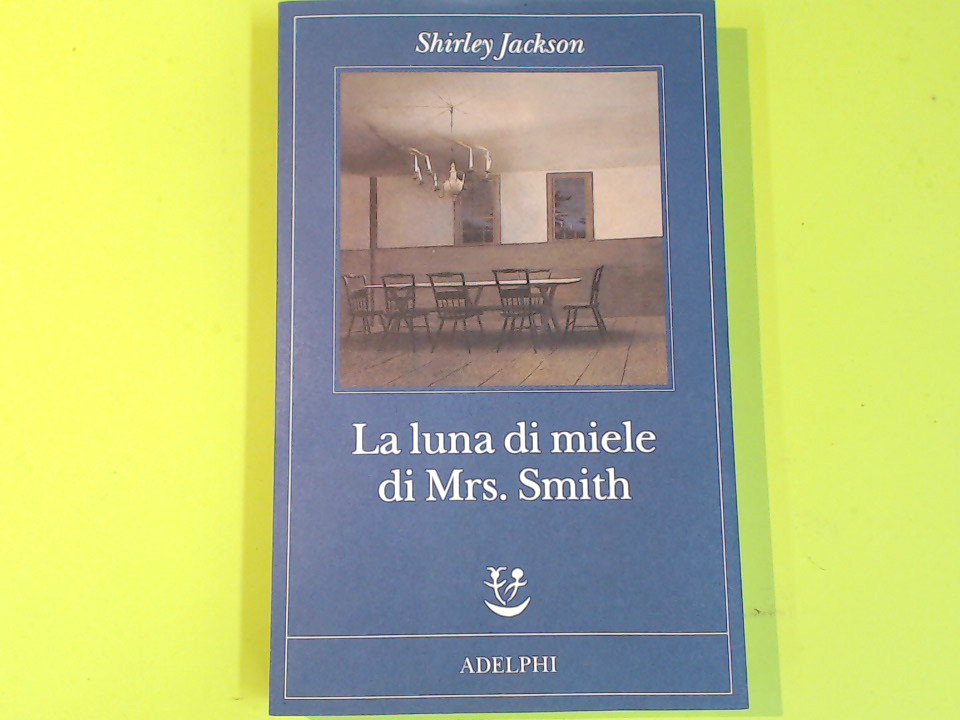 Shirley Jackson
La luna di miele
di Mrs. Smith
ADELPHI